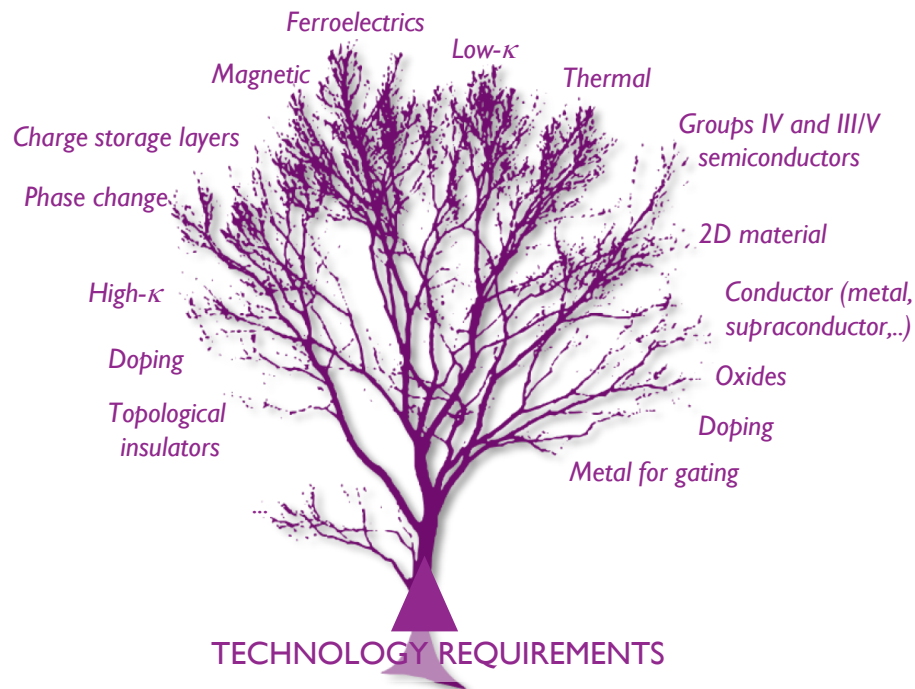 Ferroelectrics
Low-κ
Magnetic
Thermal
Charge storage layers
Groups IV and III/V
semiconductors
Phase change
2D material
High-κ
Conductor (metal,
supraconductor,..)
Doping
Oxides
Topological
insulators
Doping
Metal for gating
...
TECHNOLOGY REQUIREMENTS